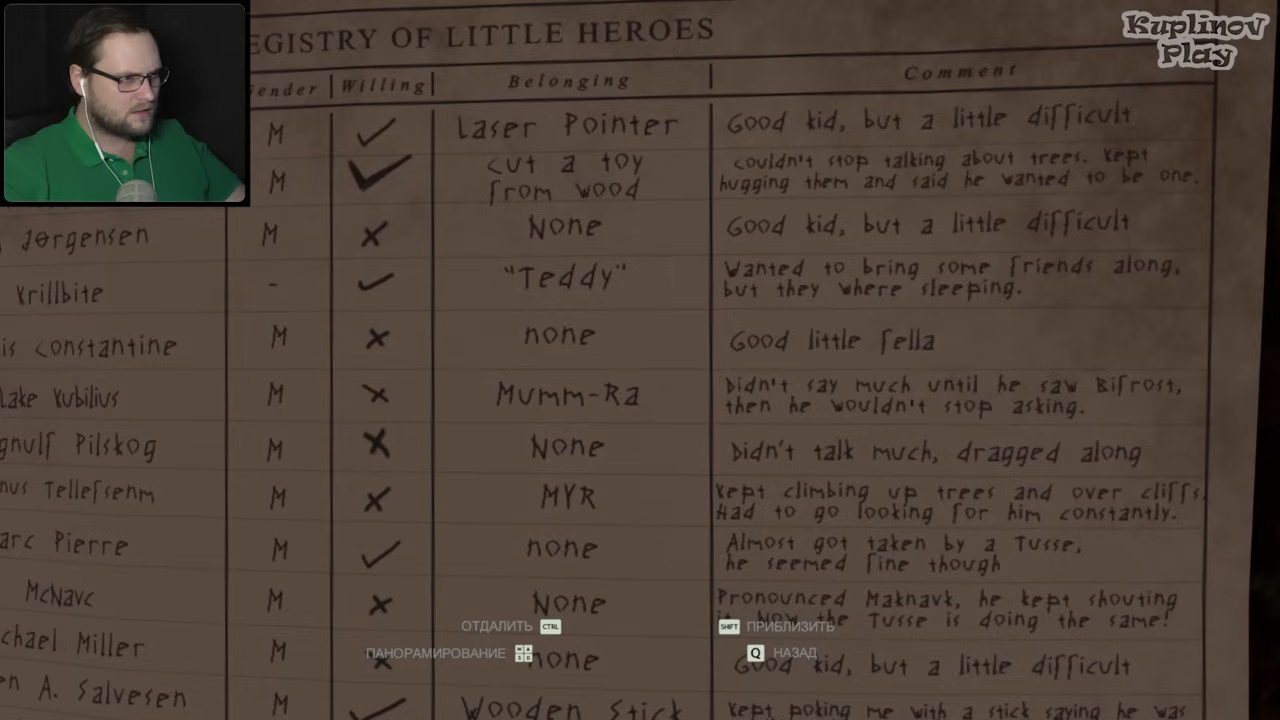 Kuplinov
Play
EGISTRY OF LITTLE HEROES
ender Willing Belonging Comment
M Laser Pointer Good kid, but a little difficult
M cut a toy
from wood
couldn't stop talking about trees. Kept
hugging them and said he wanted to be one.
Jørgensen M None Good kid, but a little difficult
Krillbite - "Teddy" Wanted to bring some friends along,
but they where sleeping.
is constantine M none Good little fella
Lake Kubilius M Mumm-Ra Didn't say much until he saw Bifrost,
then he wouldn't stop asking.
gnulf Pilskog M None Didn't talk much, dragged along
nus Tellefsenm M MYR Kept climbing up trees and over cliffs.
Had to go looking for him constantly.
arc Pierre M none Almost got taken by a Tusse,
he seemed fine though
McNavc M None Pronounced Maknavk, he kept shouting
it. Now the Tusse is doing the same!
ОТДАЛИТЬ CTRL SHIFT ПРИБЛИЗИТЬ
ПАНОРАМИРОВАНИЕ W A S D Q НАЗАД
chael Miller M none Good kid, but a little difficult
en A. Salvesen M Wooden Stick Kept poking me with a stick saying he was